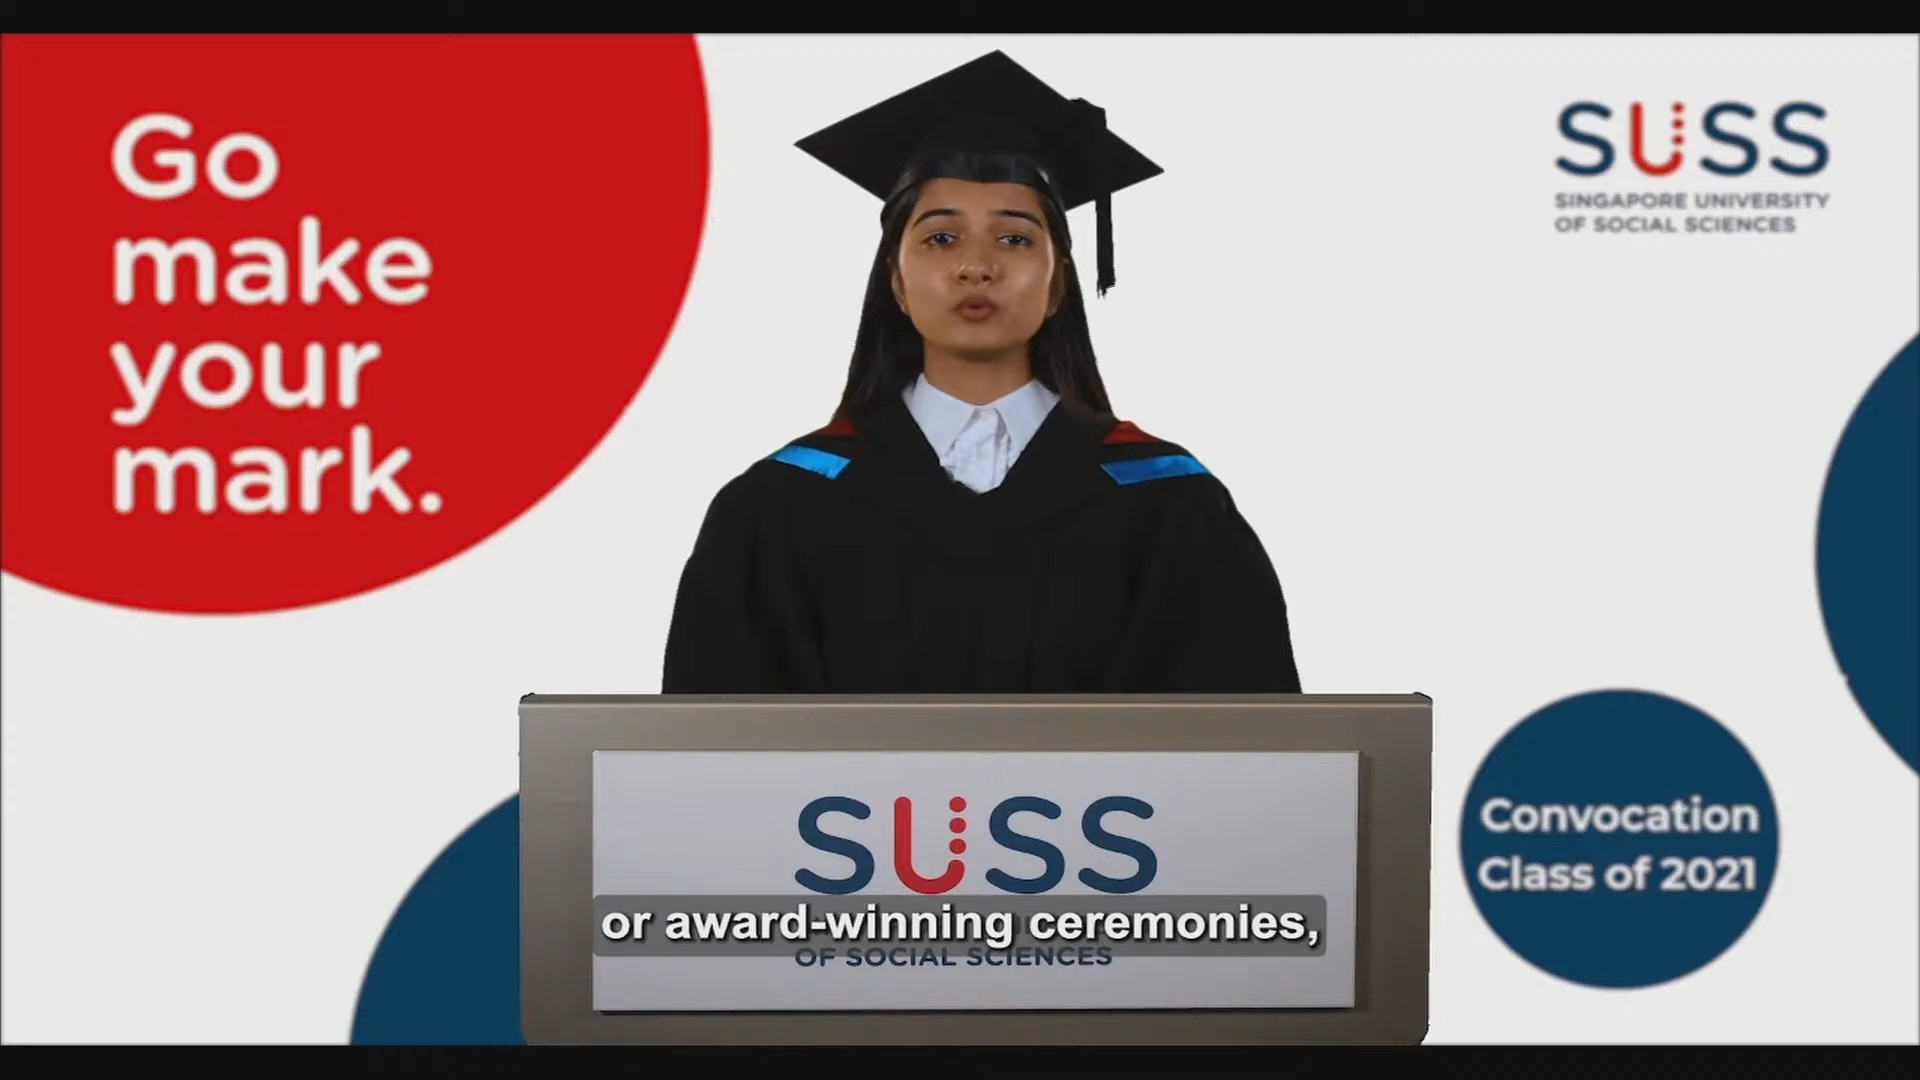 Go
make
your
mark.
SUSS
SINGAPORE UNIVERSITY
OF SOCIAL SCIENCES
SUSS
or award-winning ceremonies,
OF SOCIAL SCIENCES
Convocation
Class of 2021